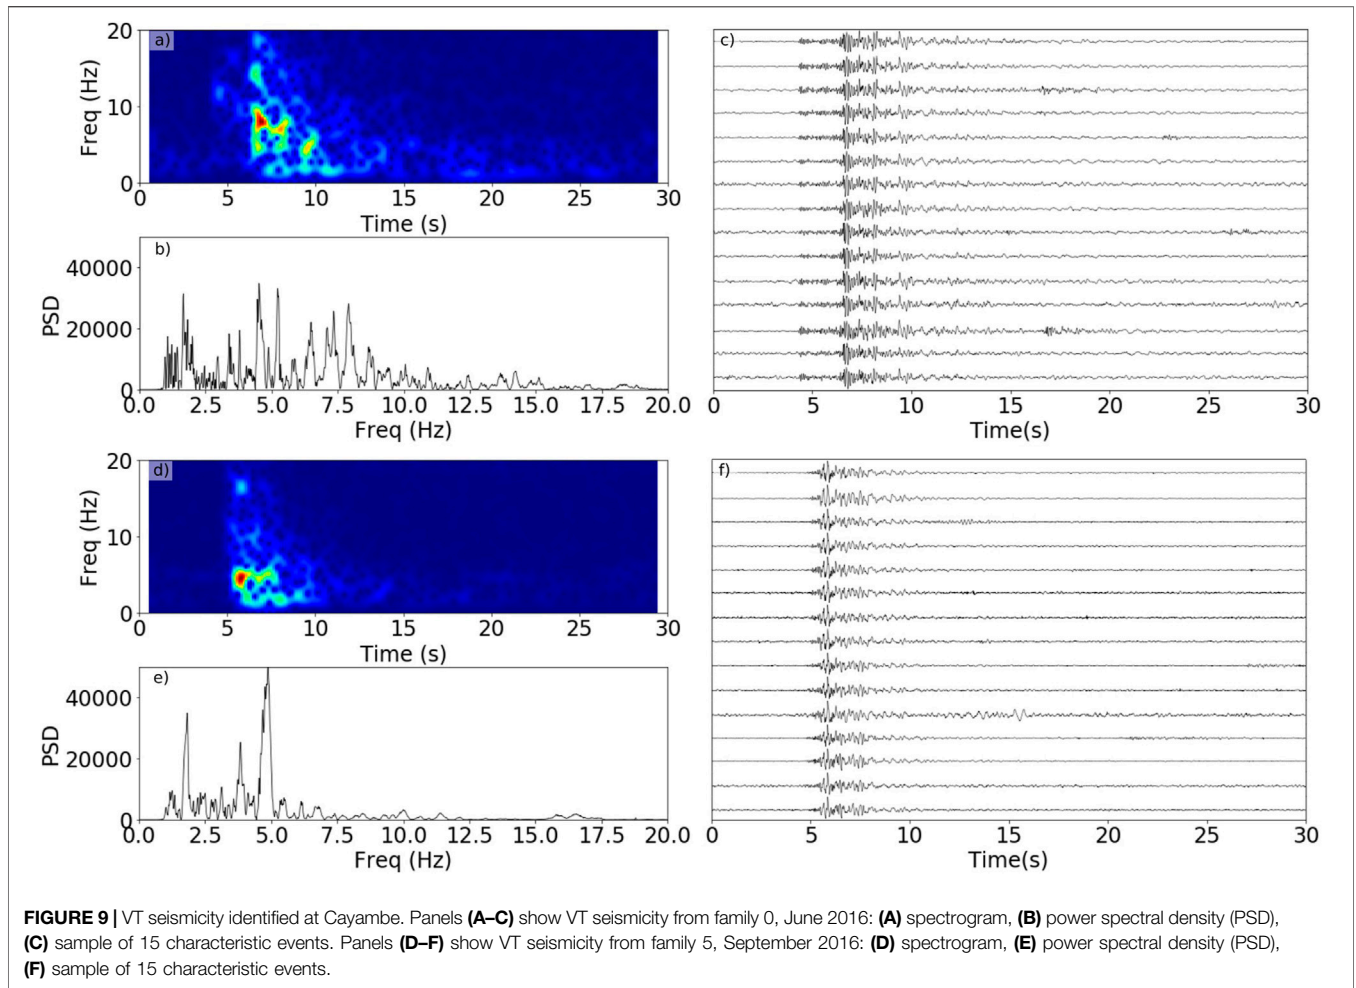 a)
20
10
0
Freq (Hz)
0 5 10 15 20 25 30
Time (s)
b)
40000
20000
0
PSD
0.0 2.5 5.0 7.5 10.0 12.5 15.0 17.5 20.0
Freq (Hz)
c)
0 5 10 15 20 25 30
Time(s)
d)
20
10
0
Freq (Hz)
0 5 10 15 20 25 30
Time (s)
e)
40000
20000
0
PSD
0.0 2.5 5.0 7.5 10.0 12.5 15.0 17.5 20.0
Freq (Hz)
f)
0 5 10 15 20 25 30
Time(s)
FIGURE 9 | VT seismicity identified at Cayambe. Panels (A–C) show VT seismicity from family 0, June 2016: (A) spectrogram, (B) power spectral density (PSD),
(C) sample of 15 characteristic events. Panels (D–F) show VT seismicity from family 5, September 2016: (D) spectrogram, (E) power spectral density (PSD),
(F) sample of 15 characteristic events.